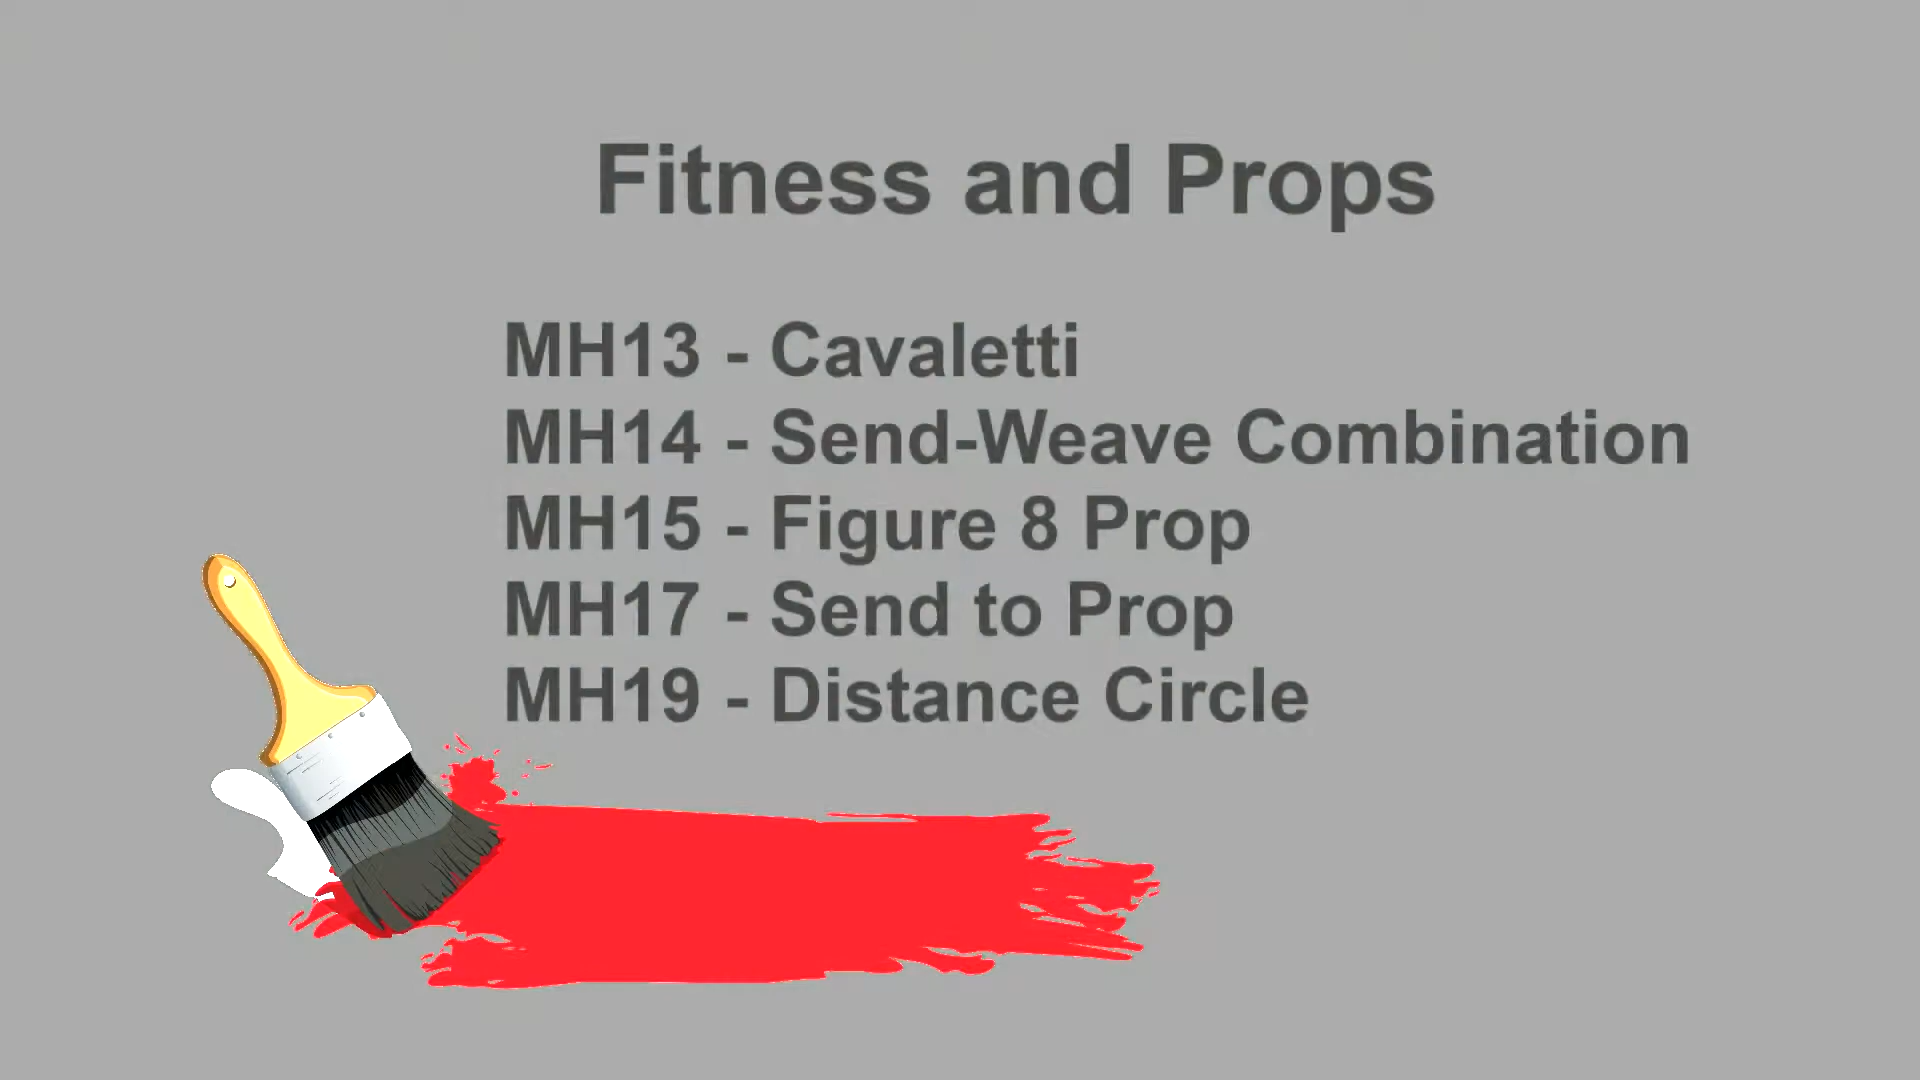 Fitness and Props
MH13 - Cavaletti
MH14 - Send-Weave Combination
MH15 - Figure 8 Prop
MH17 - Send to Prop
MH19 - Distance Circle